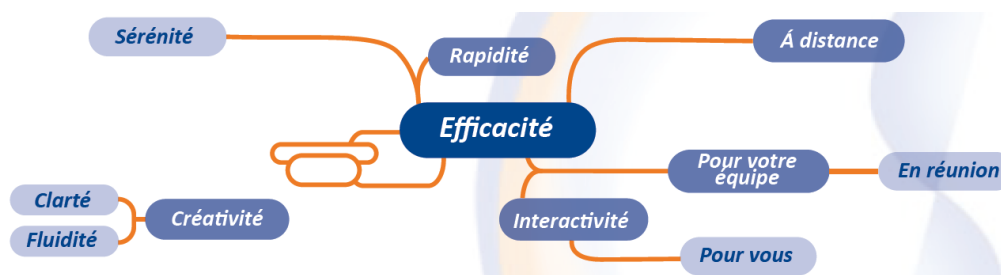 Sérénité
Rapidité
Á distance
Efficacité
Pour votre
équipe
En réunion
Clarté
Créativité
Interactivité
Fluidité
Pour vous